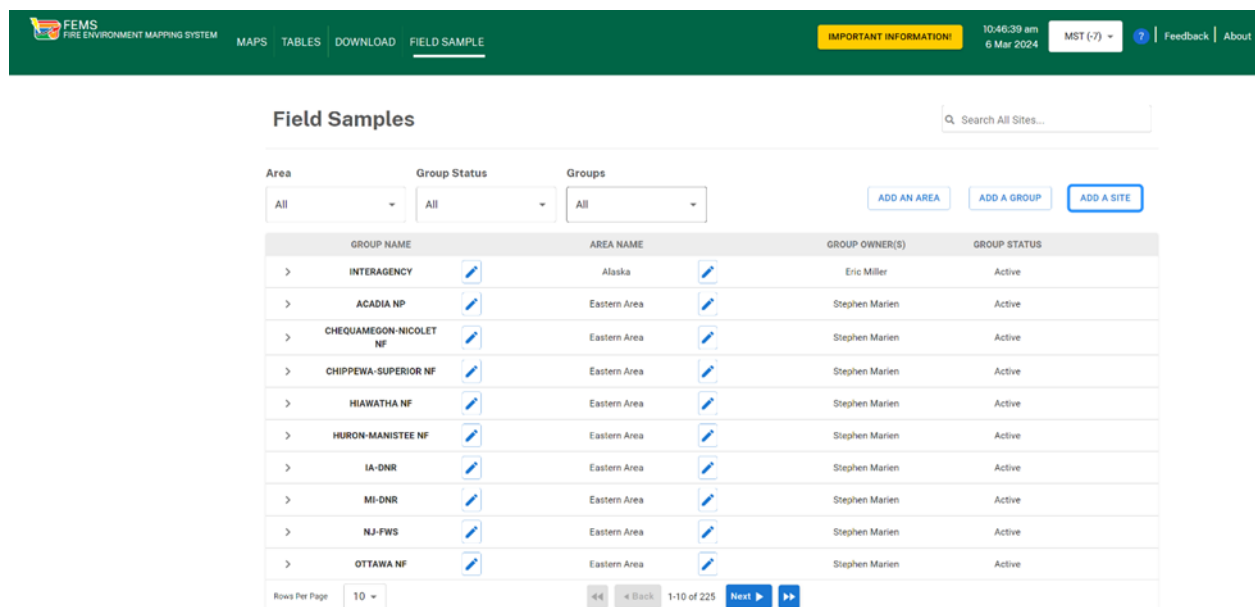 FEMS
FIRE ENVIRONMENT MAPPING SYSTEM
MAPS TABLES DOWNLOAD FIELD SAMPLE
IMPORTANT INFORMATION!
10:46:39 am
6 Mar 2024
MST (-7)
? Feedback About
Field Samples
Search All Sites...
Area Group Status Groups
All All All
ADD AN AREA ADD A GROUP ADD A SITE
GROUP NAME AREA NAME GROUP OWNER(S) GROUP STATUS
INTERAGENCY Alaska Eric Miller Active
ACADIA NP Eastern Area Stephen Marien Active
CHEQUAMEGON-NICOLET
NF Eastern Area Stephen Marien Active
CHIPPEWA-SUPERIOR NF Eastern Area Stephen Marien Active
HIAWATHA NF Eastern Area Stephen Marien Active
HURON-MANISTEE NF Eastern Area Stephen Marien Active
IA-DNR Eastern Area Stephen Marien Active
MI-DNR Eastern Area Stephen Marien Active
NJ-FWS Eastern Area Stephen Marien Active
OTTAWA NF Eastern Area Stephen Marien Active
Rows Per Page 10 Back 1-10 of 225 Next